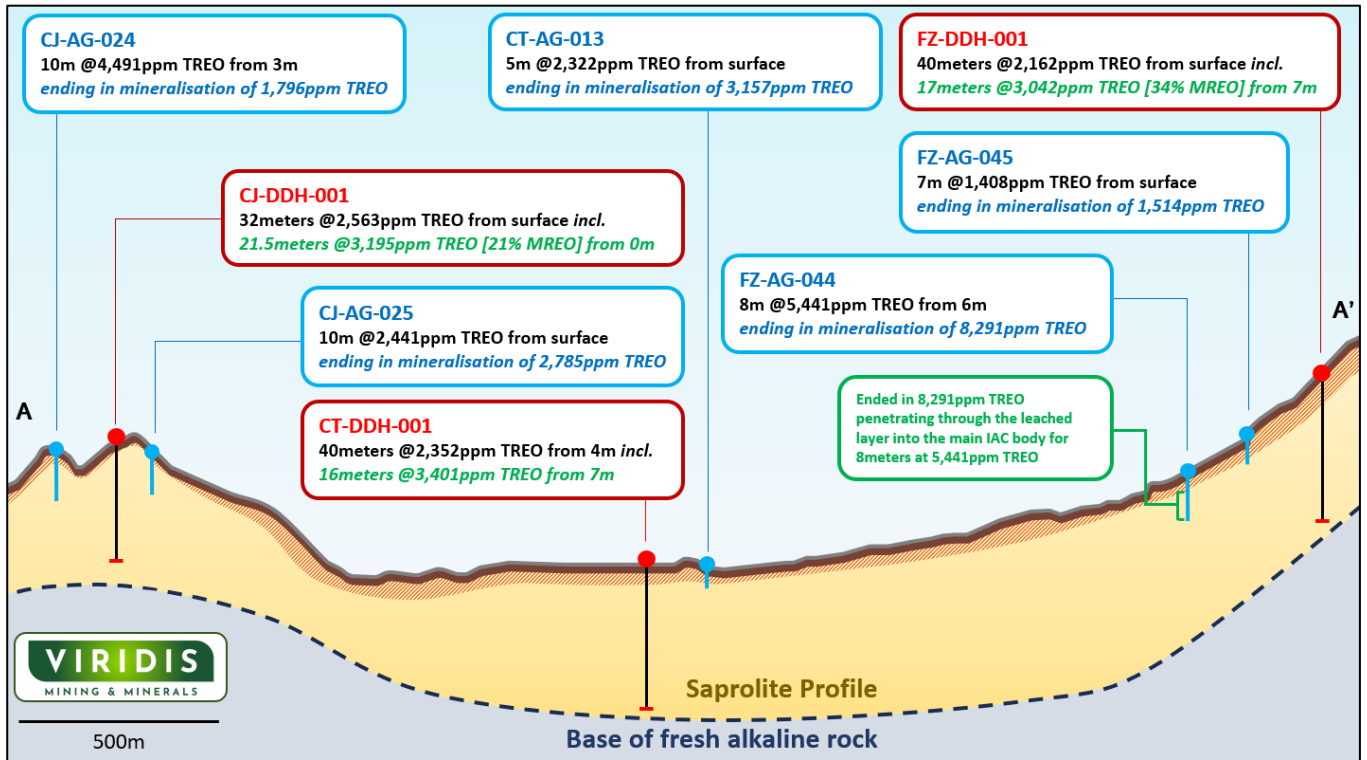 CJ-AG-024
10m @4,491ppm TREO from 3m
ending in mineralisation of 1,796ppm TREO
CT-AG-013
5m @2,322ppm TREO from surface
ending in mineralisation of 3,157ppm TREO
FZ-DDH-001
40meters @2,162ppm TREO from surface incl.
17meters @3,042ppm TREO [34% MREO] from 7m
CJ-DDH-001
32meters @2,563ppm TREO from surface incl.
21.5meters @3,195ppm TREO [21% MREO] from 0m
FZ-AG-045
7m @1,408ppm TREO from surface
ending in mineralisation of 1,514ppm TREO
CJ-AG-025
10m @2,441ppm TREO from surface
ending in mineralisation of 2,785ppm TREO
FZ-AG-044
8m @5,441ppm TREO from 6m
ending in mineralisation of 8,291ppm TREO
A
A'
CT-DDH-001
40meters @2,352ppm TREO from 4m incl.
16meters @3,401ppm TREO from 7m
Ended in 8,291ppm TREO
penetrating through the leached
layer into the main IAC body for
8meters at 5,441ppm TREO
VIRIDIS
MINING & MINERALS
500m
Saprolite Profile
Base of fresh alkaline rock